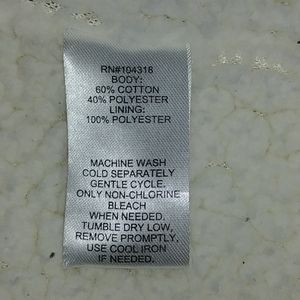 RN#104318
BODY:
60% COTTON
40% POLYESTER
LINING:
100% POLYESTER
MACHINE WASH
COLD SEPARATELY
GENTLE CYCLE.
ONLY NON-CHLORINE
BLEACH
WHEN NEEDED.
TUMBLE DRY LOW,
REMOVE PROMPTLY,
USE COOL IRON
IF NEEDED.